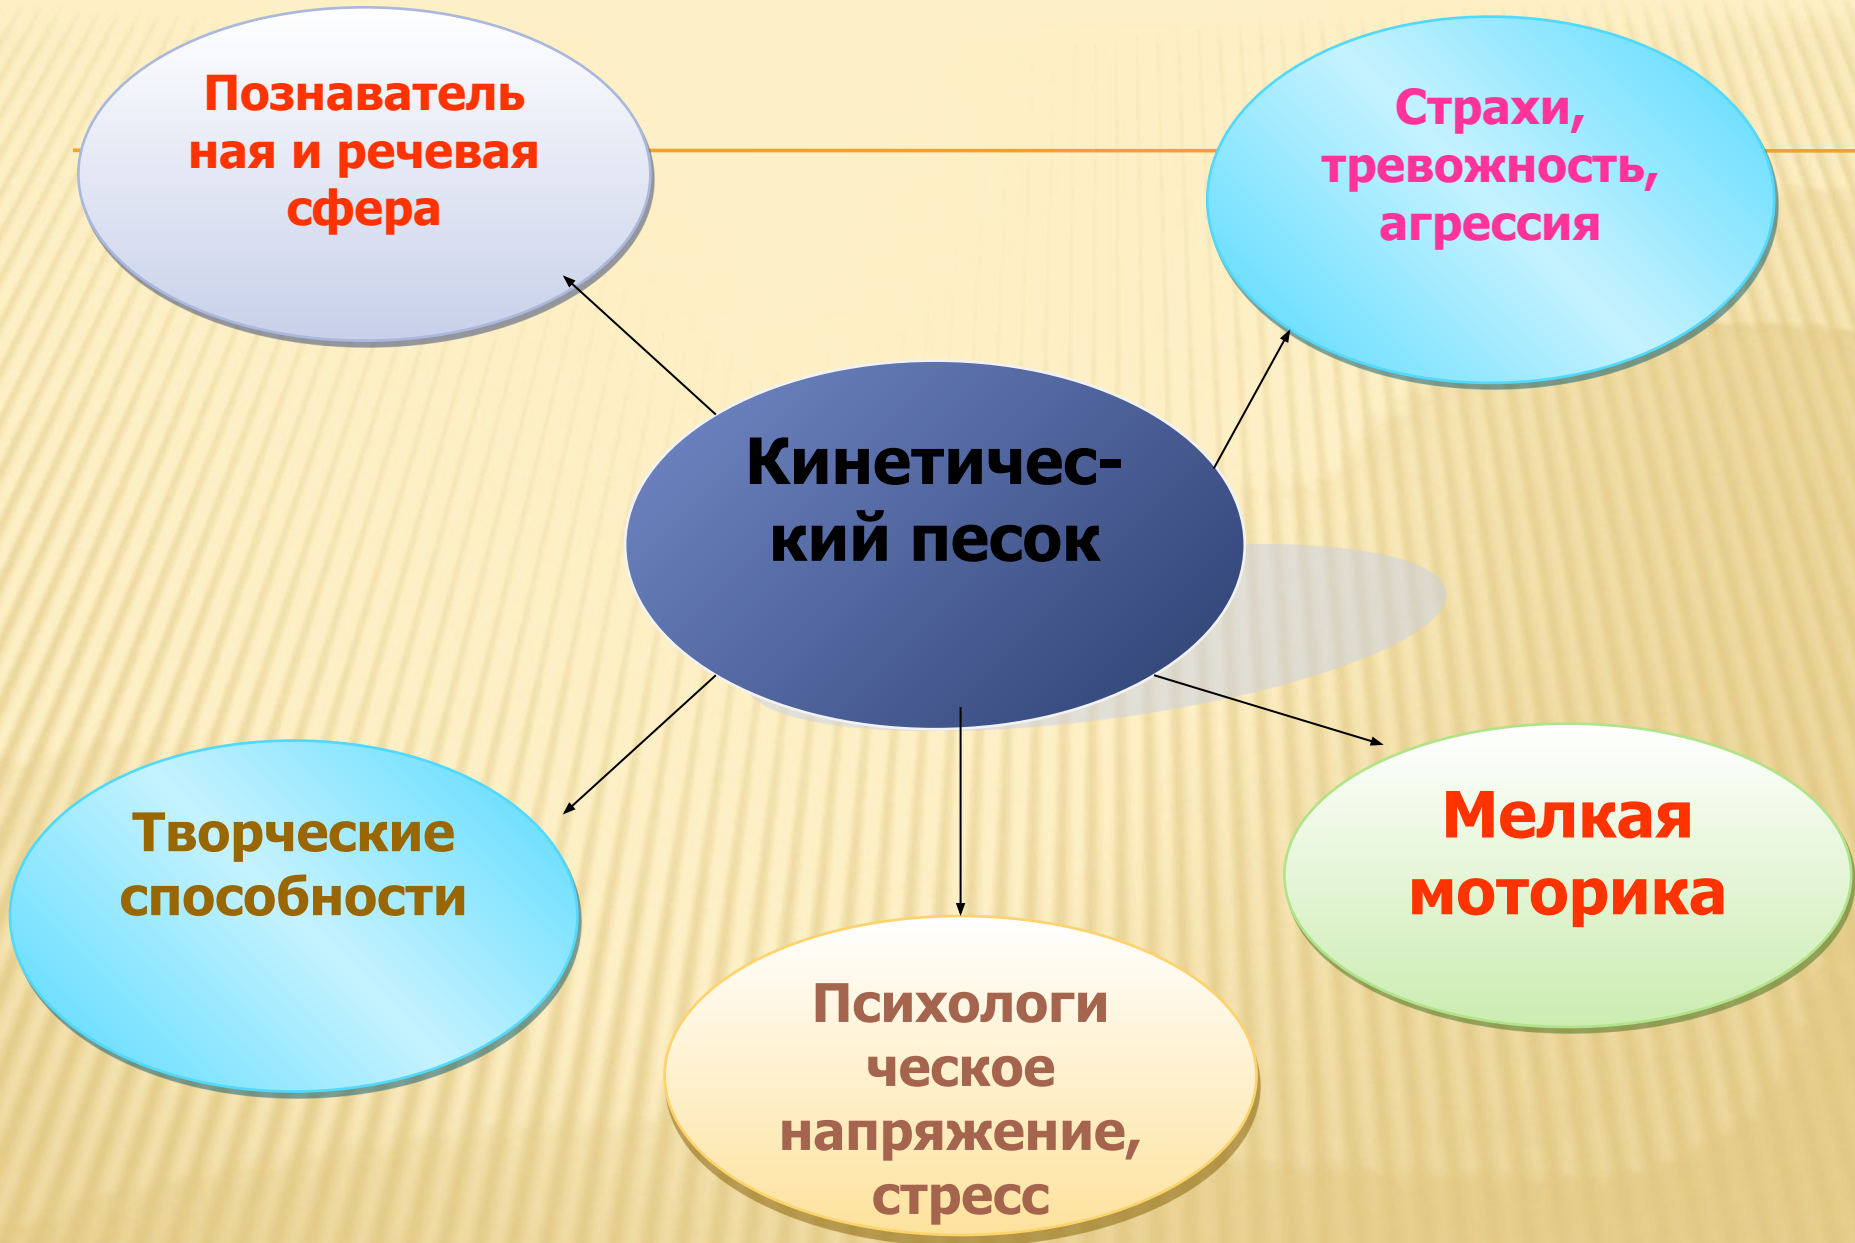 Познаватель
ная и речевая
сфера
Страхи,
тревожность,
агрессия
Кинетичес-
кий песок
Творческие
способности
Мелкая
моторика
Психологи
ческое
напряжение,
стресс